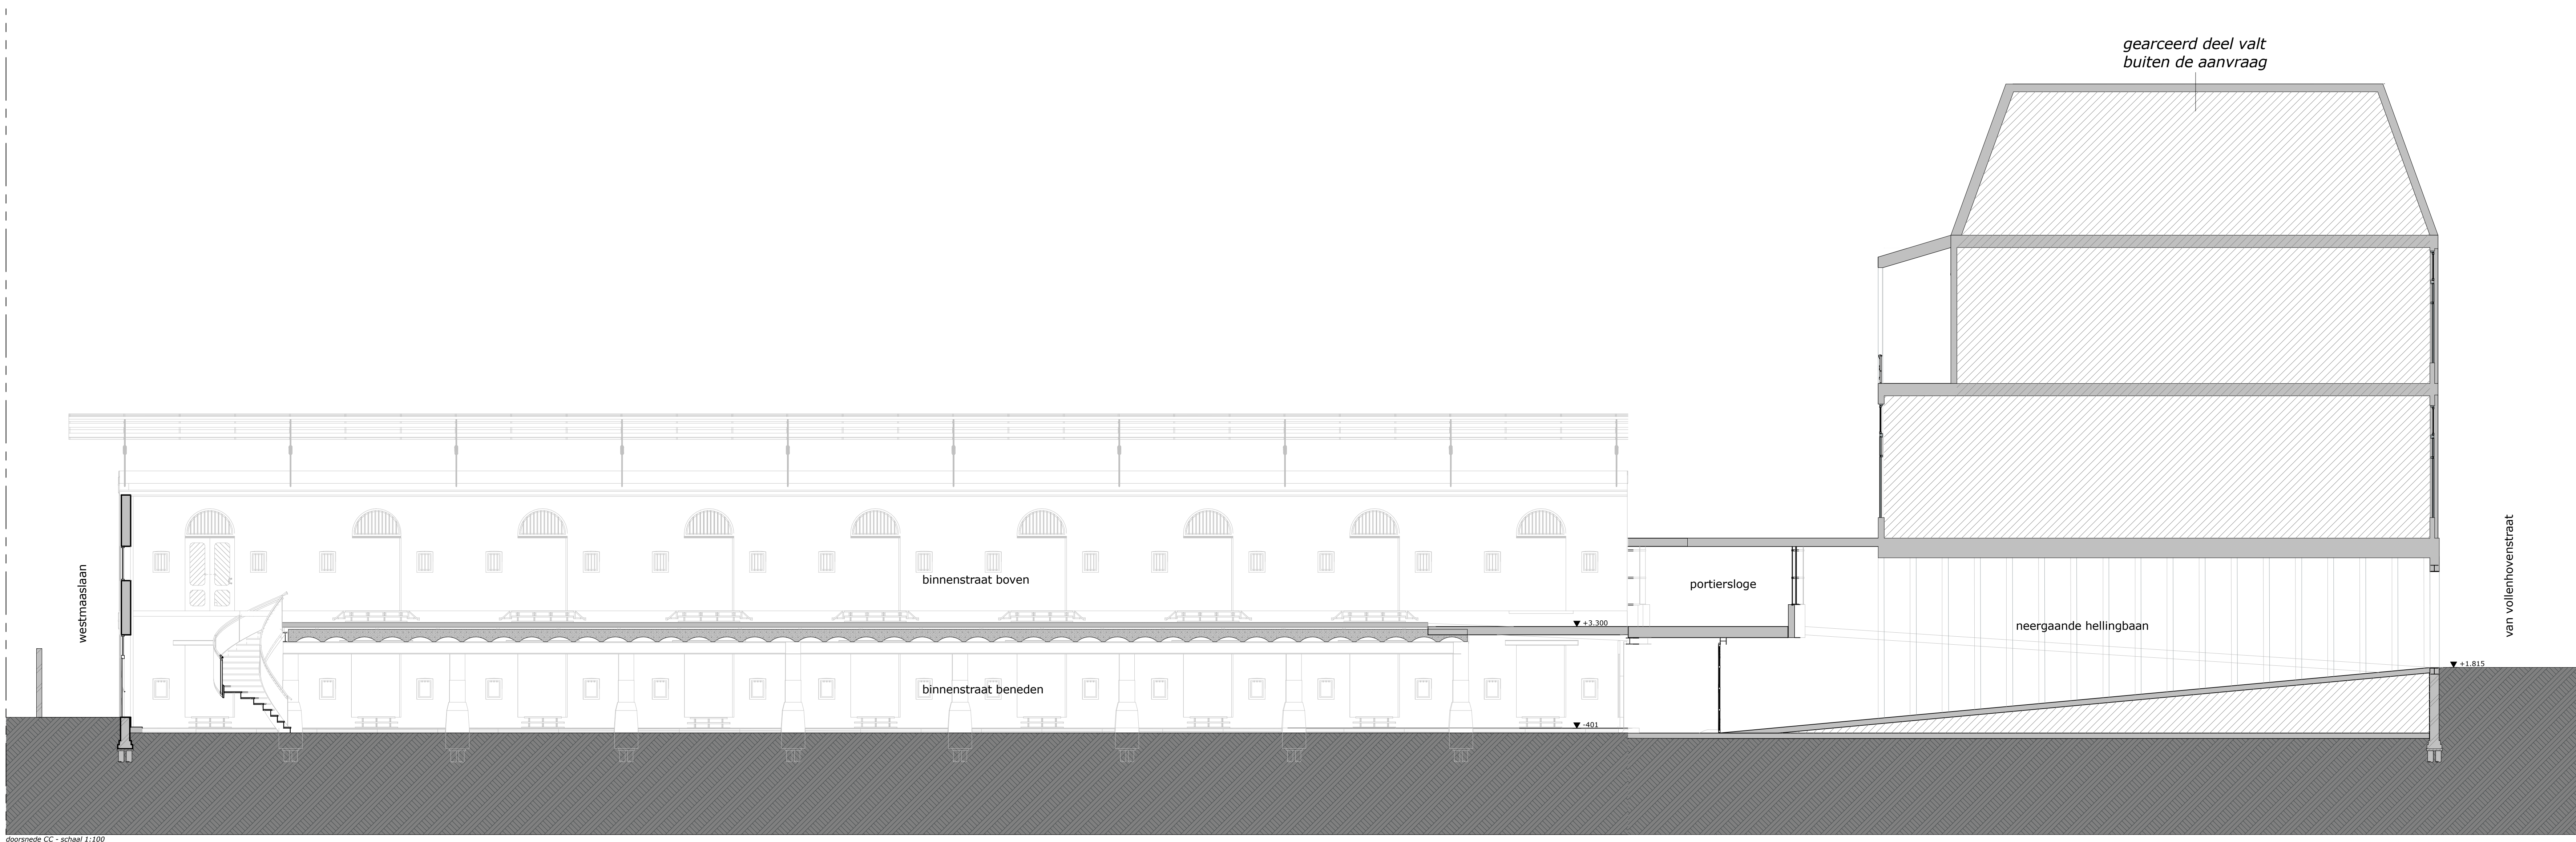 gearceerd deel valt
buiten de aanvraag
westmaaslaan
binnenstraat boven
portiersloge
van vollenhovenstraat
+3.300
neergaande hellingbaan
+1.815
binnenstraat beneden
-401
doorsnede CC - schaal 1:100